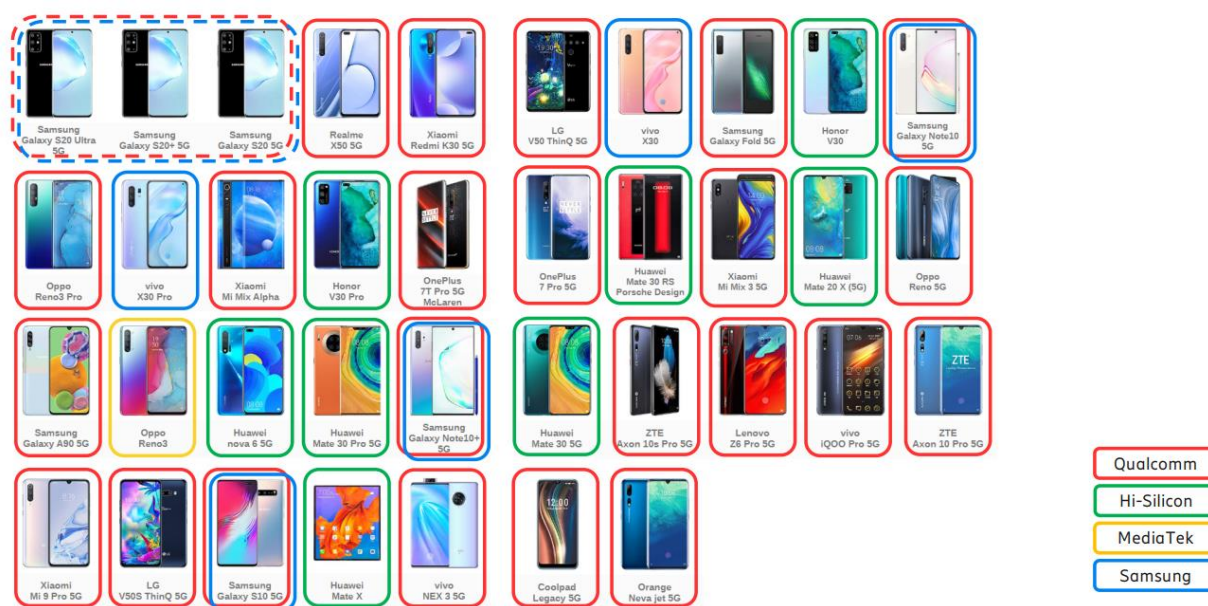 Samsung
Galaxy S20 Ultra
5G
Samsung
Galaxy S20+ 5G
Samsung
Galaxy S20 5G
Realme
X50 5G
Xiaomi
Redmi K30 5G
LG
V50 ThinQ 5G
vivo
X30
Samsung
Galaxy Fold 5G
Honor
V30
Samsung
Galaxy Note10
5G
Oppo
Reno3 Pro
vivo
X30 Pro
Xiaomi
Mi Mix Alpha
Honor
V30 Pro
OnePlus
7T Pro 5G
McLaren
OnePlus
7 Pro 5G
Huawei
Mate 30 RS
Porsche Design
Xiaomi
Mi Mix 3 5G
Huawei
Mate 20 X (5G)
Oppo
Reno 5G
Samsung
Galaxy A90 5G
Oppo
Reno3
Huawei
nova 6 5G
Huawei
Mate 30 Pro 5G
Samsung
Galaxy Note10+
5G
Huawei
Mate 30 5G
ZTE
ZTE
Axon 10s Pro 5G
Lenovo
Z6 Pro 5G
vivo
iQOO Pro 5G
ZTE
Axon 10 Pro 5G
Qualcomm
Hi-Silicon
MediaTek
Samsung
Xiaomi
Mi 9 Pro 5G
LG
V50S ThinQ 5G
Samsung
Galaxy S10 5G
Huawei
Mate X
vivo
NEX 3 5G
12:00
Coolpad
Legacy 5G
Orange
Neva jet 5G